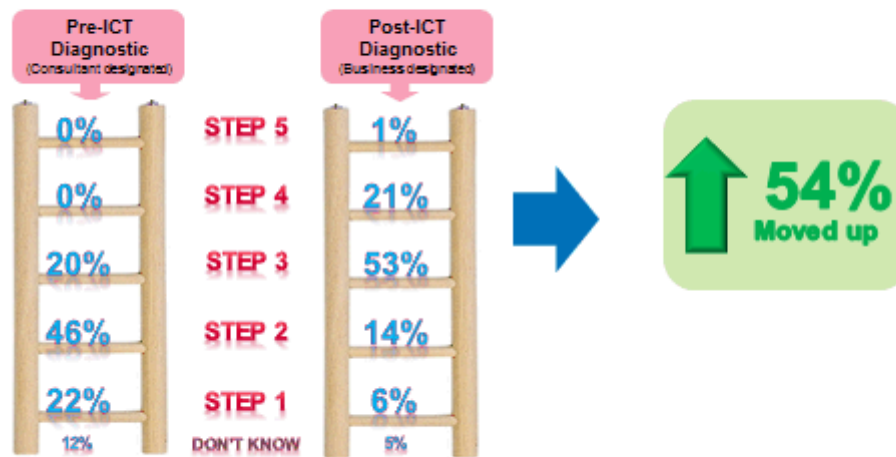 Pre-ICT
Diagnostic
(Consultant designated)
Post-ICT
Diagnostic
(Business designated)
0%
STEP 5
1%
0%
STEP 4
21%
20%
STEP 3
53%
46%
STEP 2
14%
22%
STEP 1
6%
12%
DON'T KNOW
5%
54%
Moved up